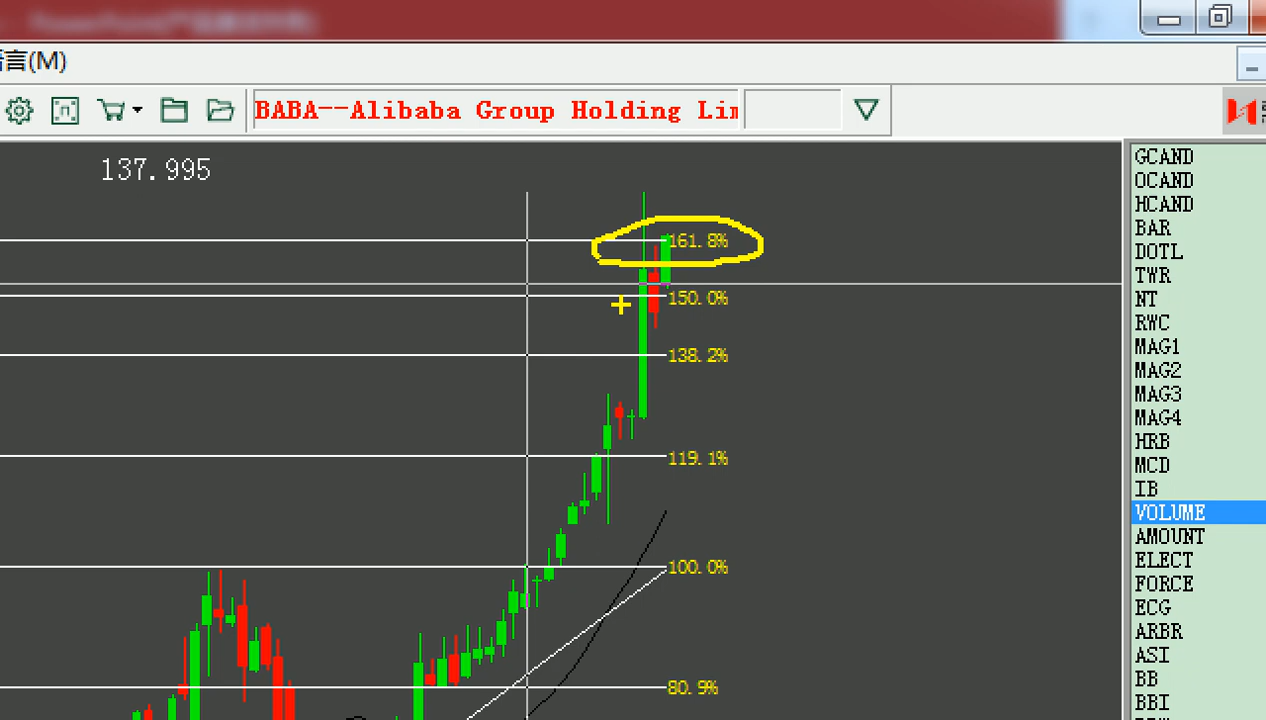 言(M)
BABA--Alibaba Group Holding Lim
137.995
161.8%
150.0%
138.2%
119.1%
100.0%
80.9%
GCAND
OCAND
HCAND
BAR
DOTL
TWR
NT
RWC
MAG1
MAG2
MAG3
MAG4
HRB
MCD
IB
VOLUME
AMOUNT
ELECT
FORCE
ECG
ARBR
ASI
BB
BBI